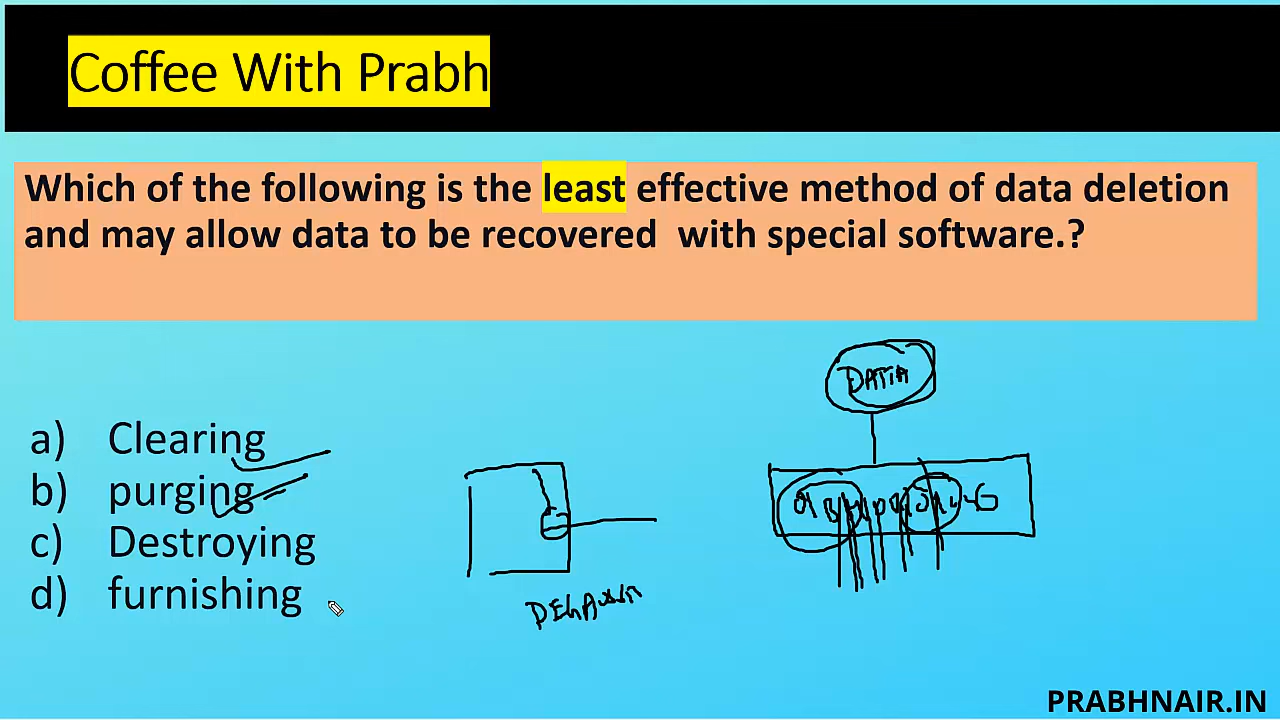 Coffee With Prabh
Which of the following is the least effective method of data deletion
and may allow data to be recovered with special software.?
DATA
a) Clearing
b) purging
c) Destroying
d) furnishing
PRABHNAIR.IN